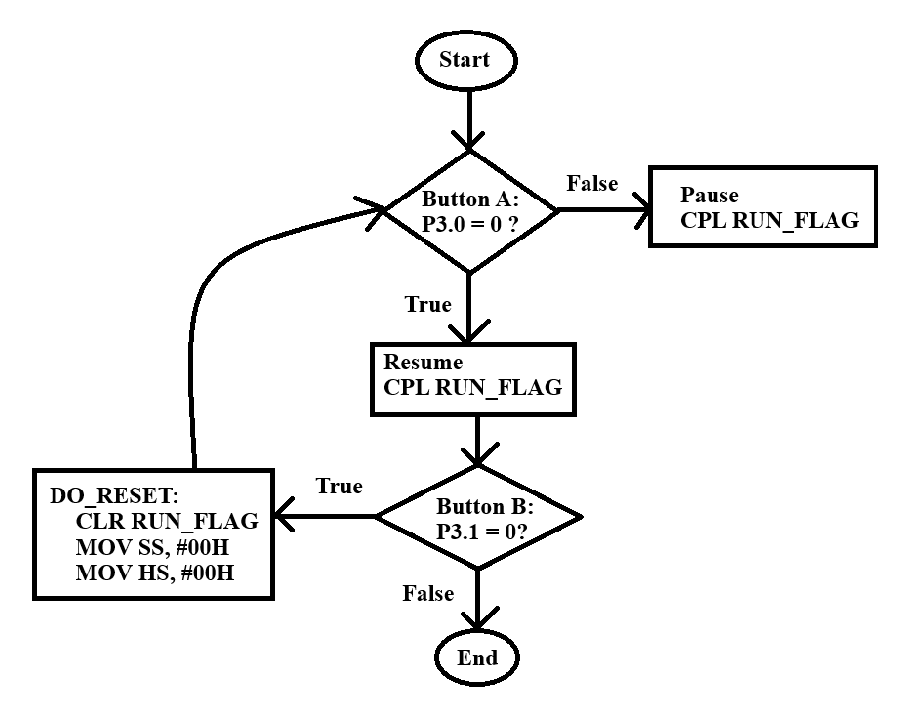 Start
Button A:
P3.0 = 0 ?
False
Pause
CPL RUN_FLAG
True
Resume
CPL RUN_FLAG
Button B:
P3.1 = 0?
True
DO_RESET:
CLR RUN_FLAG
MOV SS, #00H
MOV HS, #00H
False
End